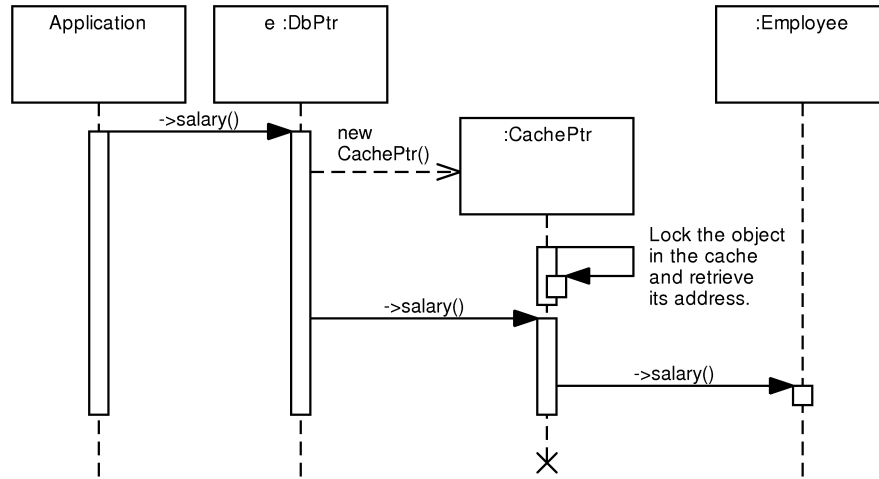 Application
e :DbPtr
:Employee
->salary()
new
CachePtr()
:CachePtr
Lock the object
in the cache
and retrieve
its address.
->salary()
->salary()